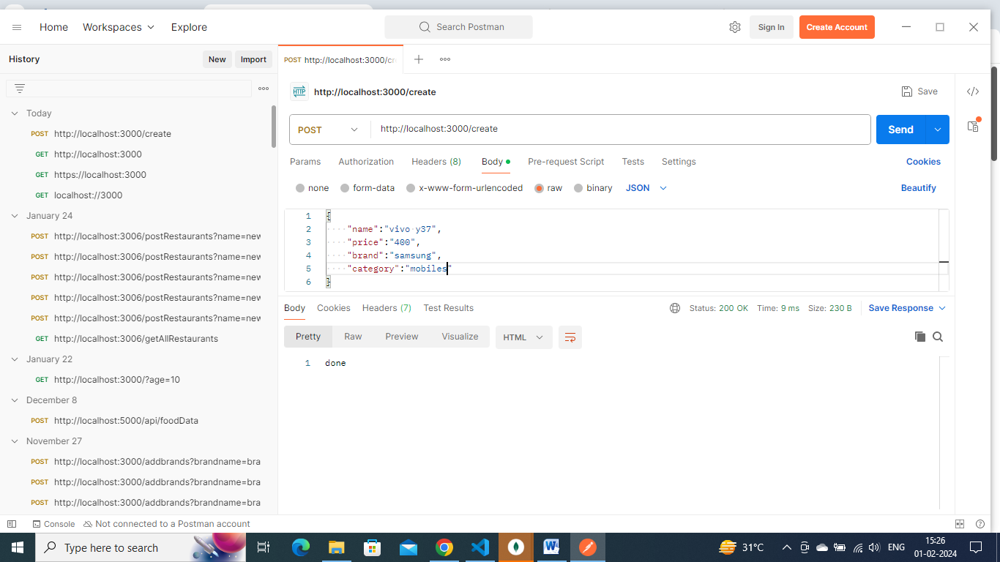 Home Workspaces Explore Search Postman Sign In Create Account
History New Import
POST http://localhost:3000/cr
Today
POST http://localhost:3000/create
GET http://localhost:3000
GET https://localhost:3000
GET localhost://3000
January 24
POST http://localhost:3006/postRestaurants?name=new
POST http://localhost:3006/postRestaurants?name=new
POST http://localhost:3006/postRestaurants?name=new
POST http://localhost:3006/postRestaurants?name=new
POST http://localhost:3006/postRestaurants?name=new
GET http://localhost:3006/getAllRestaurants
January 22
GET http://localhost:3000/?age=10
December 8
POST http://localhost:5000/api/foodData
November 27
POST http://localhost:3000/addbrands?brandname=bra
POST http://localhost:3000/addbrands?brandname=bra
POST http://localhost:3000/addbrands?brandname=bra
HTTP http://localhost:3000/create Save
POST http://localhost:3000/create Send
Params Authorization Headers (8) Body Pre-request Script Tests Settings Cookies
none form-data x-www-form-urlencoded raw binary JSON Beautify
1 {
2 "name":"vivo y37",
3 "price":"400",
4 "brand":"samsung",
5 "category":"mobiles"
6 }
Body Cookies Headers (7) Test Results Status: 200 OK Time: 9 ms Size: 230 B Save Response
Pretty Raw Preview Visualize HTML
1 done
Console Not connected to a Postman account
Type here to search 31°C ENG 15:26
01-02-2024